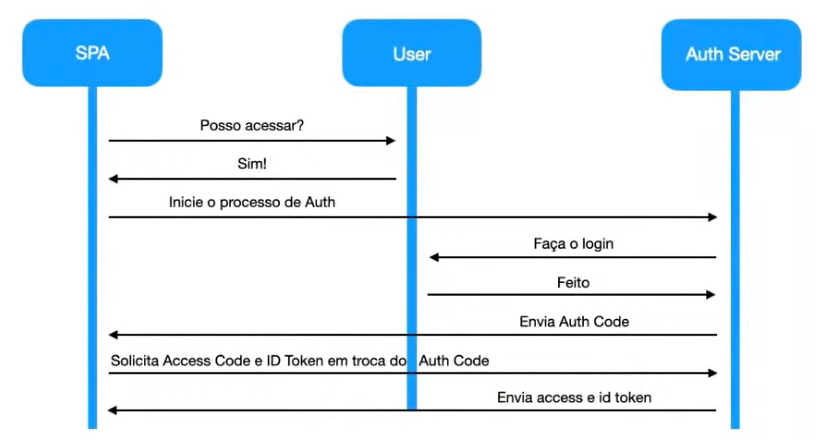 SPA
User
Auth Server
Posso acessar?
Sim!
Inicie o processo de Auth
Faça o login
Feito
Envia Auth Code
Solicita Access Code e ID Token em troca do Auth Code
Envia access e id token